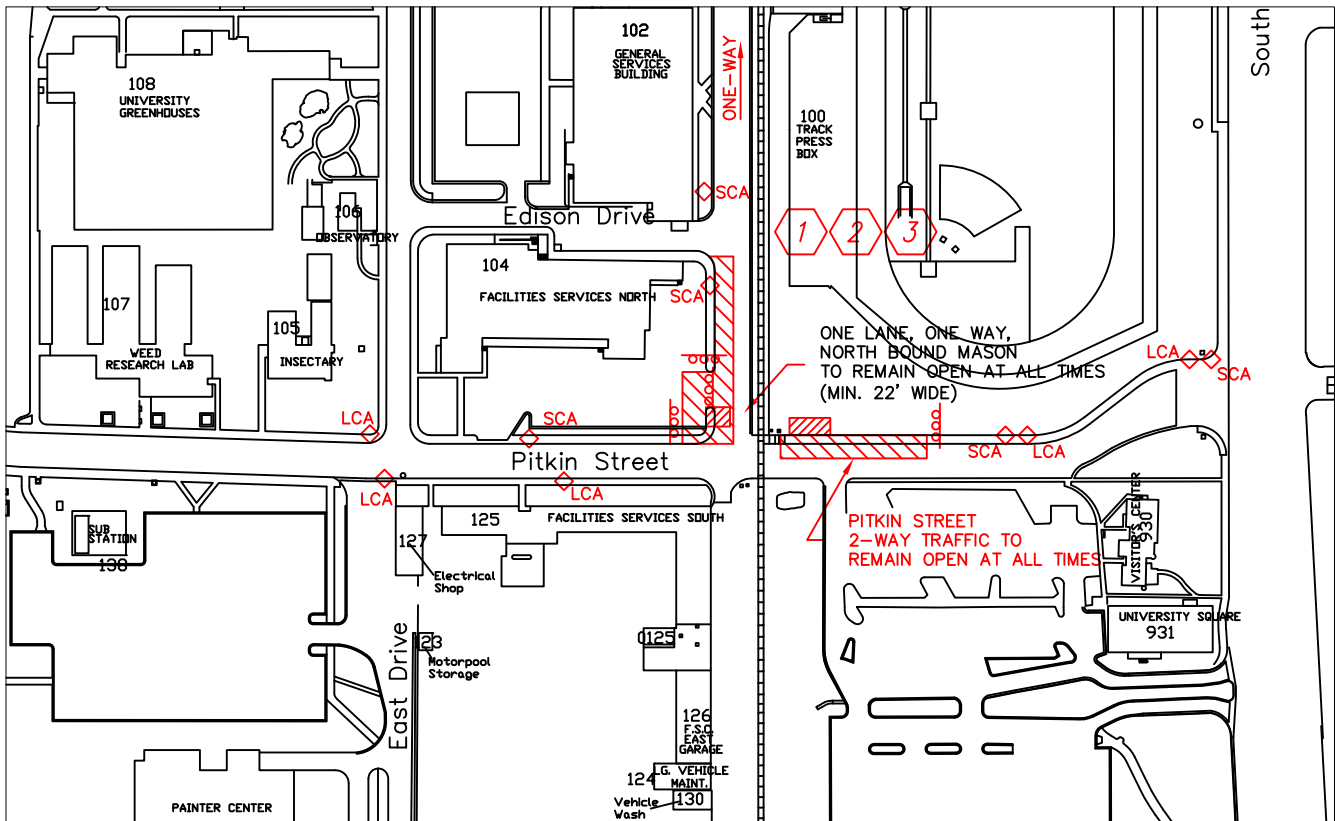 South
108
UNIVERSITY
GREENHOUSES
102
GENERAL
SERVICES
BUILDING
ONE-WAY
100
TRACK
PRESS
BOX
SCA
106
OBSERVATORY
Edison Drive
1
2
3
104
FACILITIES SERVICES NORTH
SCA
107
WEED
RESEARCH LAB
105
INSECTARY
ONE LANE, ONE WAY,
NORTH BOUND MASON
TO REMAIN OPEN AT ALL TIMES
(MIN. 22' WIDE)
LCA
SCA
LCA
SCA
Pitkin Street
SCA
LCA
LCA
LCA
SUB
STATION
138
127
Electrical
Shop
125
FACILITIES SERVICES SOUTH
PITKIN STREET
2-WAY TRAFFIC TO
REMAIN OPEN AT ALL TIMES
VISITOR'S CENTER
930
UNIVERSITY SQUARE
931
East Drive
123
Motorpool
Storage
0125
126
F.S.O.
EAST
GARAGE
124
LG. VEHICLE
MAINT.
130
Vehicle
Wash
PAINTER CENTER